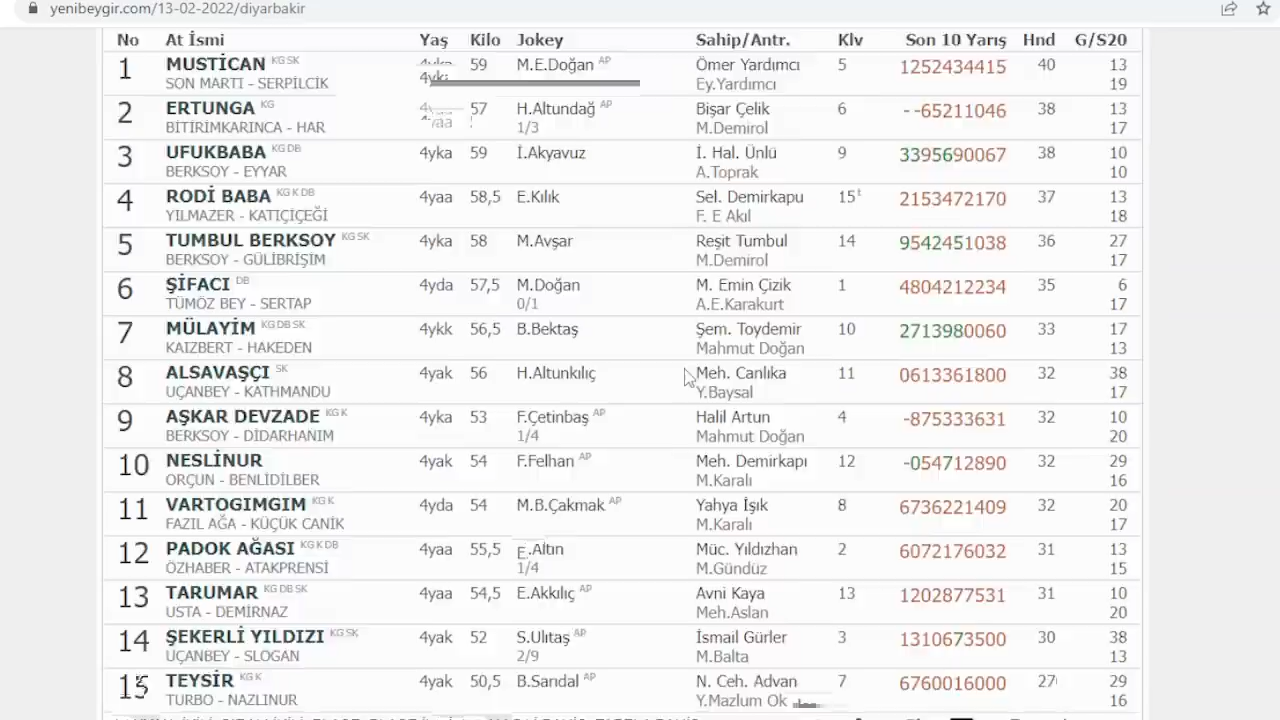 yenibeygir.com/13-02-2022/diyarbakir
No At İsmi Yaş Kilo Jokey Sahip/Antr. Klv Son 10 Yarış Hnd G/S20
1 MUSTİCAN KG SK 59 M.E.Doğan AP Ömer Yardımcı 5 1252434415 40 13
SON MARTI - SERPİLCİK Ey.Yardımcı 19
2 ERTUNGA KG 57 H.Altundağ AP Bişar Çelik 6 - -65211046 38 13
BİTİRİMKARINCA - HAR 1/3 M.Demirol 17
3 UFUKBABA KG DB 4yka 59 İ.Akyavuz İ. Hal. Ünlü 9 3395690067 38 10
BERKSOY - EYYAR A.Toprak 10
4 RODİ BABA KG K DB 4yaa 58,5 E.Kılık Sel. Demirkapu 15t 2153472170 37 13
YILMAZER - KATIÇİÇEĞİ F. E Akıl 18
5 TUMBUL BERKSOY KG SK 4yka 58 M.Avşar Reşit Tumbul 14 9542451038 36 27
BERKSOY - GÜLİBRİŞİM M.Demirol 17
6 ŞİFACI DB 4yda 57,5 M.Doğan M. Emin Çizik 1 4804212234 35 6
TÜMÖZ BEY - SERTAP 0/1 A.E.Karakurt 17
7 MÜLAYİM KG DB SK 4ykk 56,5 B.Bektaş Şem. Toydemir 10 2713980060 33 17
KAIZBERT - HAKEDEN Mahmut Doğan 13
8 ALSAVAŞÇI SK 4yak 56 H.Altunkılıç Meh. Canlıka 11 0613361800 32 38
UÇANBEY - KATHMANDU Y.Baysal 17
9 AŞKAR DEVZADE KG K 4yka 53 F.Çetinbaş AP Halil Artun 4 -875333631 32 10
BERKSOY - DİDARHANIM 1/4 Mahmut Doğan 20
10 NESLİNUR 4yak 54 F.Felhan AP Meh. Demirkapı 12 -054712890 32 29
ORÇUN - BENLİDİLBER M.Karalı 16
11 VARTOGIMGIM KG K 4yda 54 M.B.Çakmak AP Yahya Işık 8 6736221409 32 20
FAZIL AĞA - KÜÇÜK CANİK M.Karalı 17
12 PADOK AĞASI KG K DB 4yaa 55,5 E.Altın Müc. Yıldızhan 2 6072176032 31 13
ÖZHABER - ATAKPRENSİ 1/4 M.Gündüz 15
13 TARUMAR KG DB SK 4yaa 54,5 E.Akkılıç AP Avni Kaya 13 1202877531 31 10
USTA - DEMİRNAZ Meh.Aslan 20
14 ŞEKERLİ YILDIZI KG SK 4yak 52 S.Ulıtaş AP İsmail Gürler 3 1310673500 30 38
UÇANBEY - SLOGAN 2/9 M.Balta 13
15 TEYSİR KG K 4yak 50,5 B.Sandal AP N. Ceh. Advan 7 6760016000 27 29
TURBO - NAZLINUR Y.Mazlum Ok 16